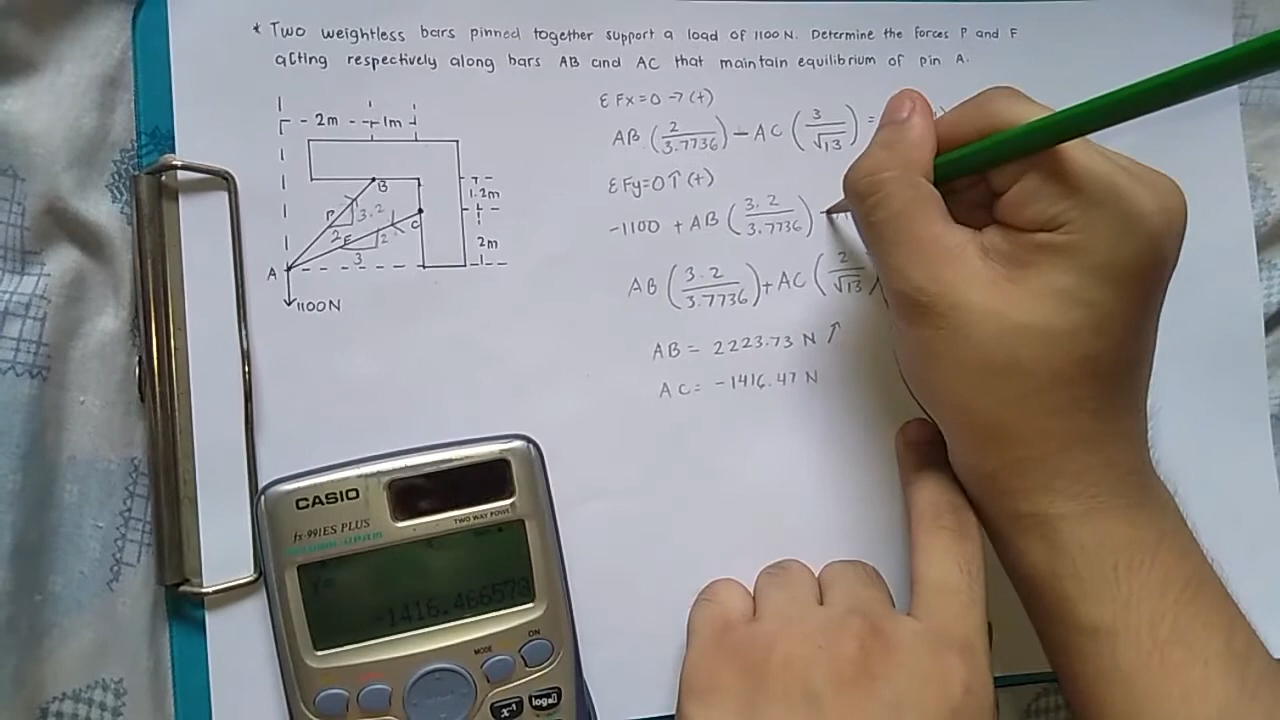 * Two weightless bars pinned together support a load of 1100 N. Determine the forces P and F
acting respectively along bars AB and AC that maintain equilibrium of pin A.
2m 1m
B
1.2m
P 3.2
C
2 F 2
2m
3
A
1100N
ΣFx=0 → (+)
AB (2/3.7736) - AC (3/√13) =
ΣFy=0 ↑ (+)
-1100 + AB (3.2/3.7736)
AB (3.2/3.7736) + AC (2/√13)
AB = 2223.73 N ↑
AC = -1416.47 N
CASIO
fx-991ES PLUS
TWO WAY POWER
Y=
-1416.466573
MODE ON
x⁻¹ log